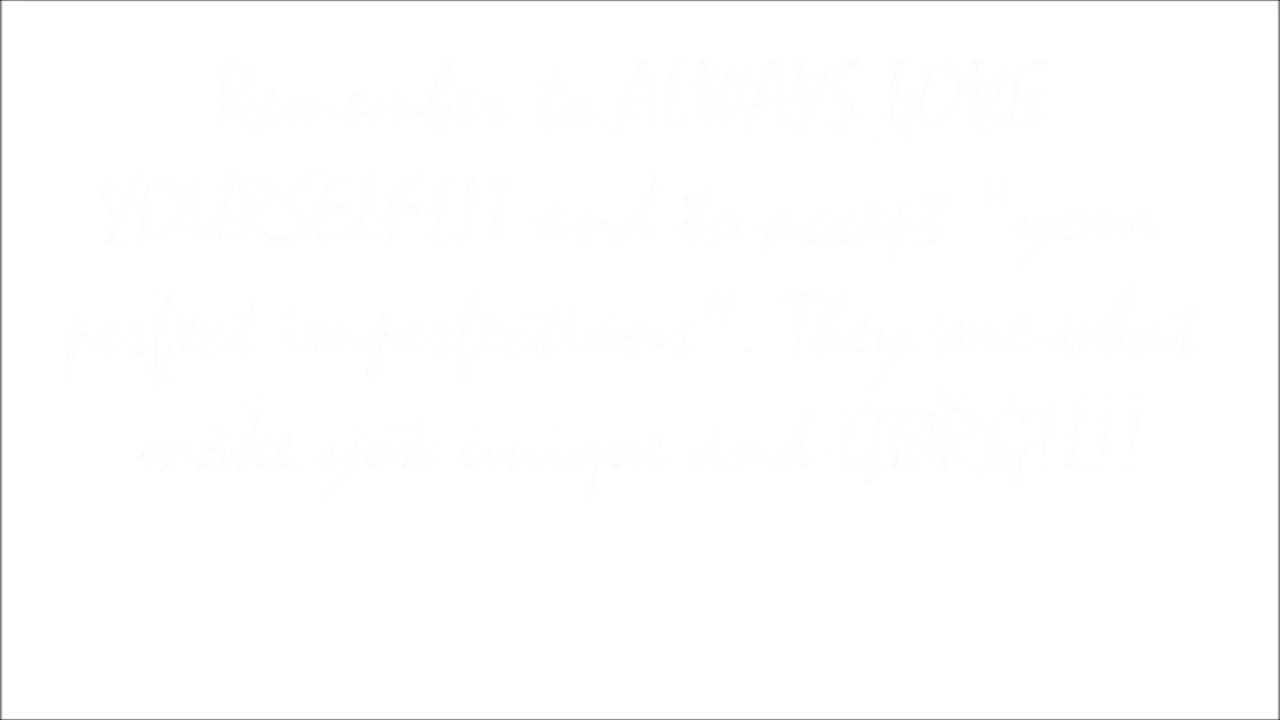 Remember to ALWAYS LOVE
YOURSELF!!! and to accept "your
perfect imperfections". They are what
make you unique and GORG!!!!